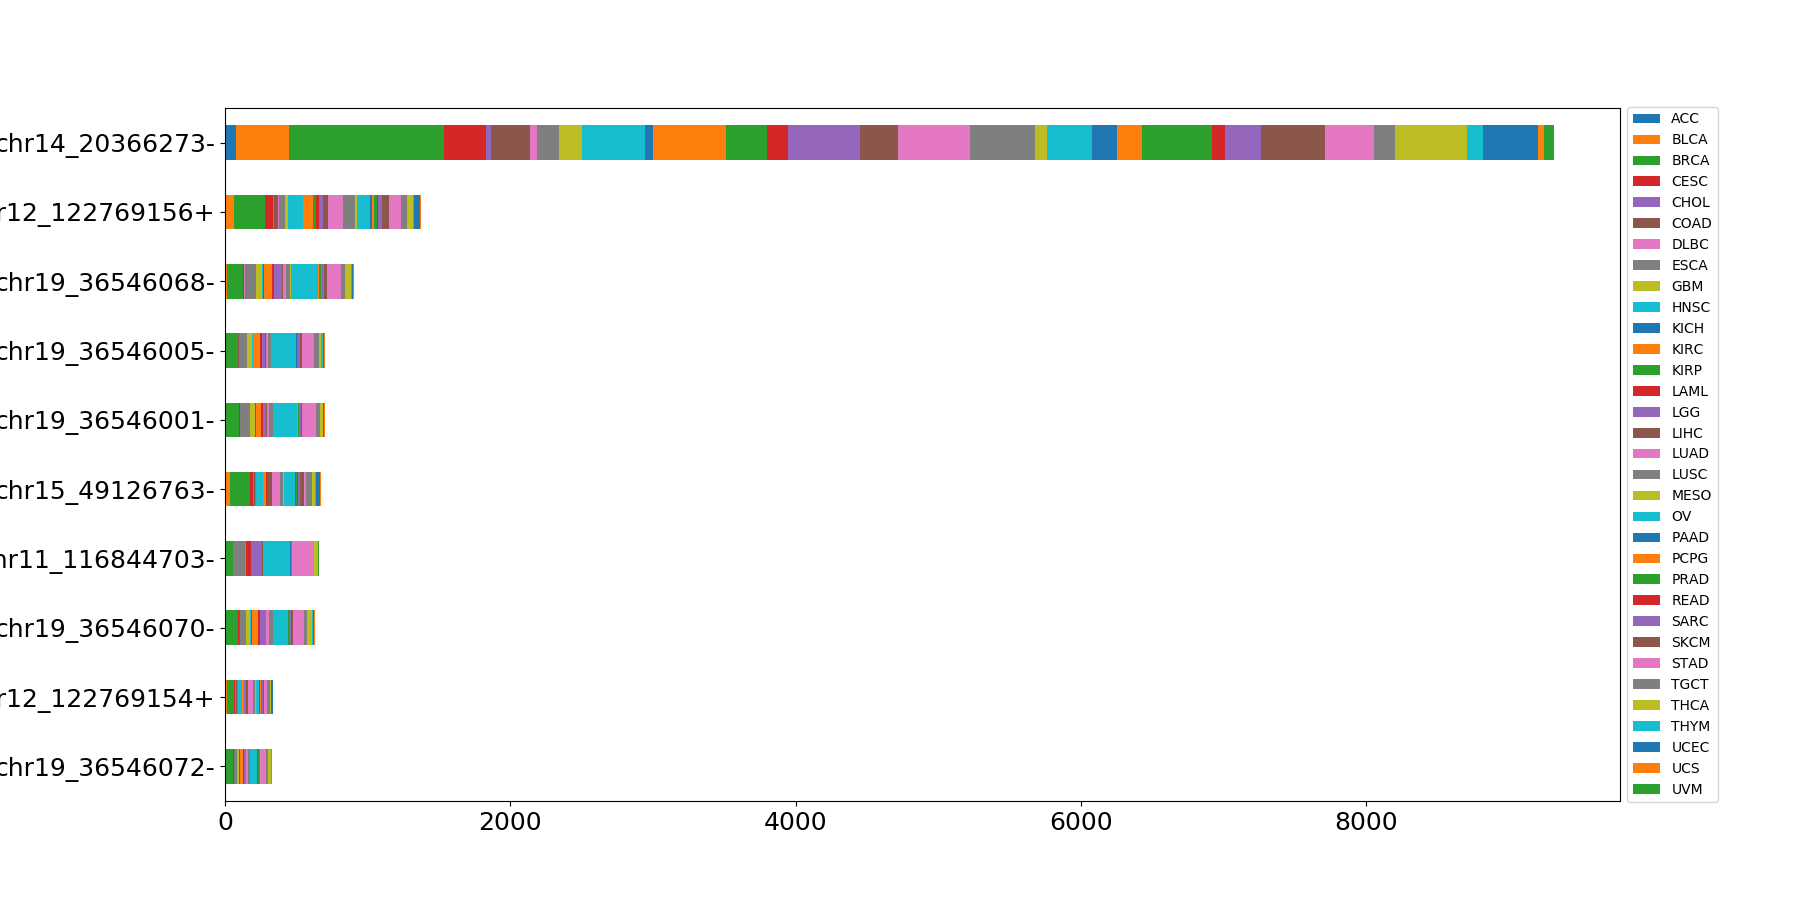 chr14_20366273-
r12_122769156+
chr19_36546068-
chr19_36546005-
chr19_36546001-
chr15_49126763-
hr11_116844703-
chr19_36546070-
r12_122769154+
chr19_36546072-
0 2000 4000 6000 8000
ACC
BLCA
BRCA
CESC
CHOL
COAD
DLBC
ESCA
GBM
HNSC
KICH
KIRC
KIRP
LAML
LGG
LIHC
LUAD
LUSC
MESO
OV
PAAD
PCPG
PRAD
READ
SARC
SKCM
STAD
TGCT
THCA
THYM
UCEC
UCS
UVM